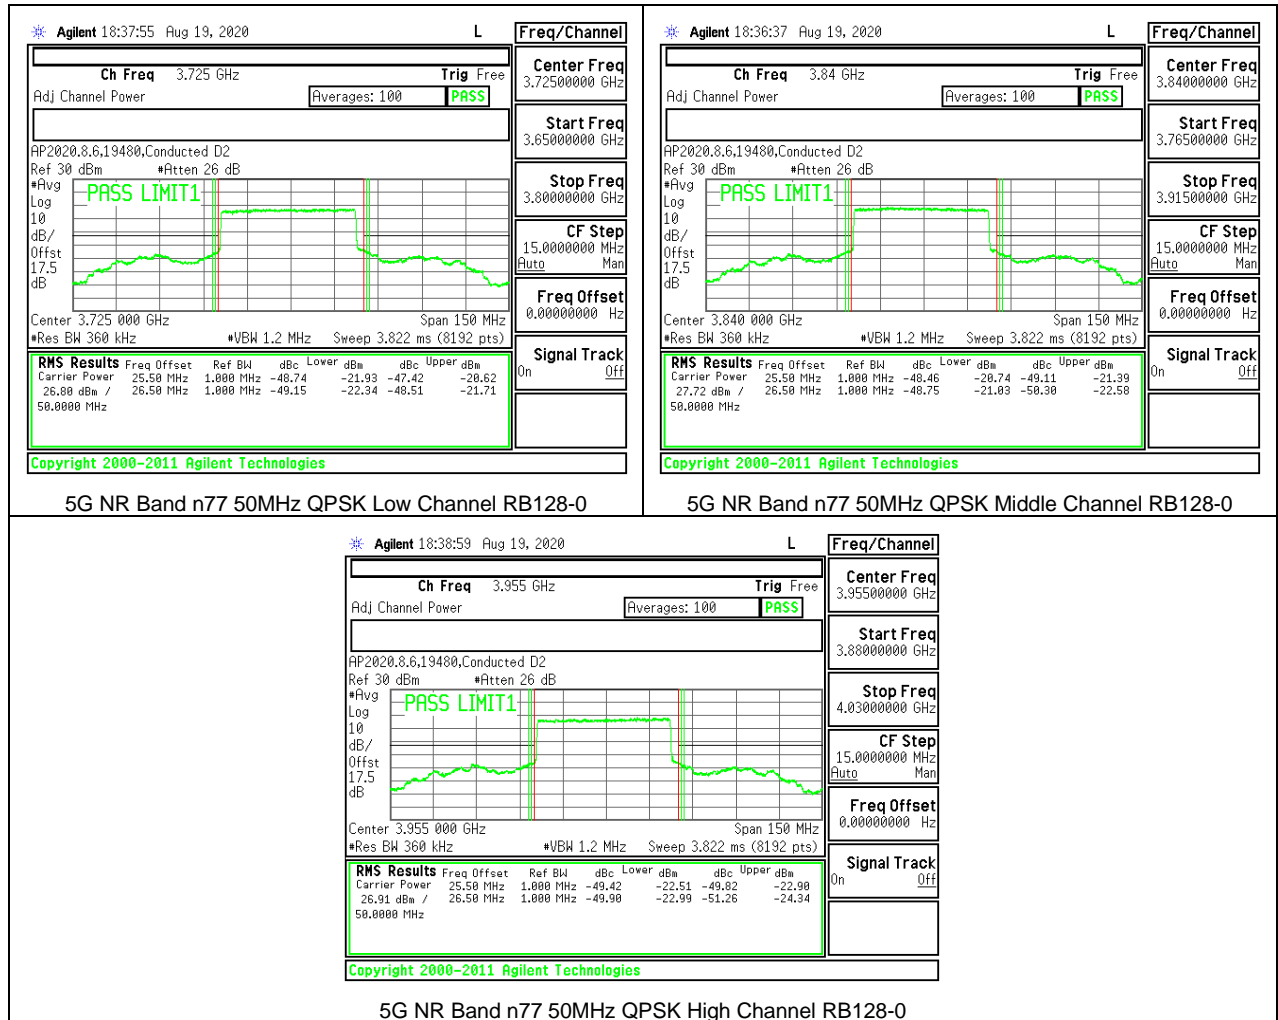 Agilent 18:37:55 Aug 19, 2020 L Freq/Channel
Ch Freq 3.725 GHz Trig Free
Adj Channel Power Averages: 100 PASS
Center Freq
3.72500000 GHz
Start Freq
3.65000000 GHz
Stop Freq
3.80000000 GHz
CF Step
15.0000000 MHz
Auto Man
Freq Offset
0.00000000 Hz
Signal Track
On Off
AP2020.8.6,19480,Conducted D2
Ref 30 dBm #Atten 26 dB
#Avg
Log
10
dB/
Offst
17.5
dB
PASS LIMIT1
Center 3.725 000 GHz Span 150 MHz
#Res BW 360 kHz #VBW 1.2 MHz Sweep 3.822 ms (8192 pts)
RMS Results Freq Offset Ref BW dBc Lower dBm dBc Upper dBm
Carrier Power 25.50 MHz 1.000 MHz -48.74 -21.93 -47.42 -20.62
26.80 dBm / 26.50 MHz 1.000 MHz -49.15 -22.34 -48.51 -21.71
50.0000 MHz
Copyright 2000-2011 Agilent Technologies
5G NR Band n77 50MHz QPSK Low Channel RB128-0
Agilent 18:36:37 Aug 19, 2020 L Freq/Channel
Ch Freq 3.84 GHz Trig Free
Adj Channel Power Averages: 100 PASS
Center Freq
3.84000000 GHz
Start Freq
3.76500000 GHz
Stop Freq
3.91500000 GHz
CF Step
15.0000000 MHz
Auto Man
Freq Offset
0.00000000 Hz
Signal Track
On Off
AP2020.8.6,19480,Conducted D2
Ref 30 dBm #Atten 26 dB
#Avg
Log
10
dB/
Offst
17.5
dB
PASS LIMIT1
Center 3.840 000 GHz Span 150 MHz
#Res BW 360 kHz #VBW 1.2 MHz Sweep 3.822 ms (8192 pts)
RMS Results Freq Offset Ref BW dBc Lower dBm dBc Upper dBm
Carrier Power 25.50 MHz 1.000 MHz -48.46 -20.74 -49.11 -21.39
27.72 dBm / 26.50 MHz 1.000 MHz -48.75 -21.03 -50.30 -22.58
50.0000 MHz
Copyright 2000-2011 Agilent Technologies
5G NR Band n77 50MHz QPSK Middle Channel RB128-0
Agilent 18:38:59 Aug 19, 2020 L Freq/Channel
Ch Freq 3.955 GHz Trig Free
Adj Channel Power Averages: 100 PASS
Center Freq
3.95500000 GHz
Start Freq
3.88000000 GHz
Stop Freq
4.03000000 GHz
CF Step
15.0000000 MHz
Auto Man
Freq Offset
0.00000000 Hz
Signal Track
On Off
AP2020.8.6,19480,Conducted D2
Ref 30 dBm #Atten 26 dB
#Avg
Log
10
dB/
Offst
17.5
dB
PASS LIMIT1
Center 3.955 000 GHz Span 150 MHz
#Res BW 360 kHz #VBW 1.2 MHz Sweep 3.822 ms (8192 pts)
RMS Results Freq Offset Ref BW dBc Lower dBm dBc Upper dBm
Carrier Power 25.50 MHz 1.000 MHz -49.42 -22.51 -49.82 -22.90
26.91 dBm / 26.50 MHz 1.000 MHz -49.90 -22.99 -51.26 -24.34
50.0000 MHz
Copyright 2000-2011 Agilent Technologies
5G NR Band n77 50MHz QPSK High Channel RB128-0